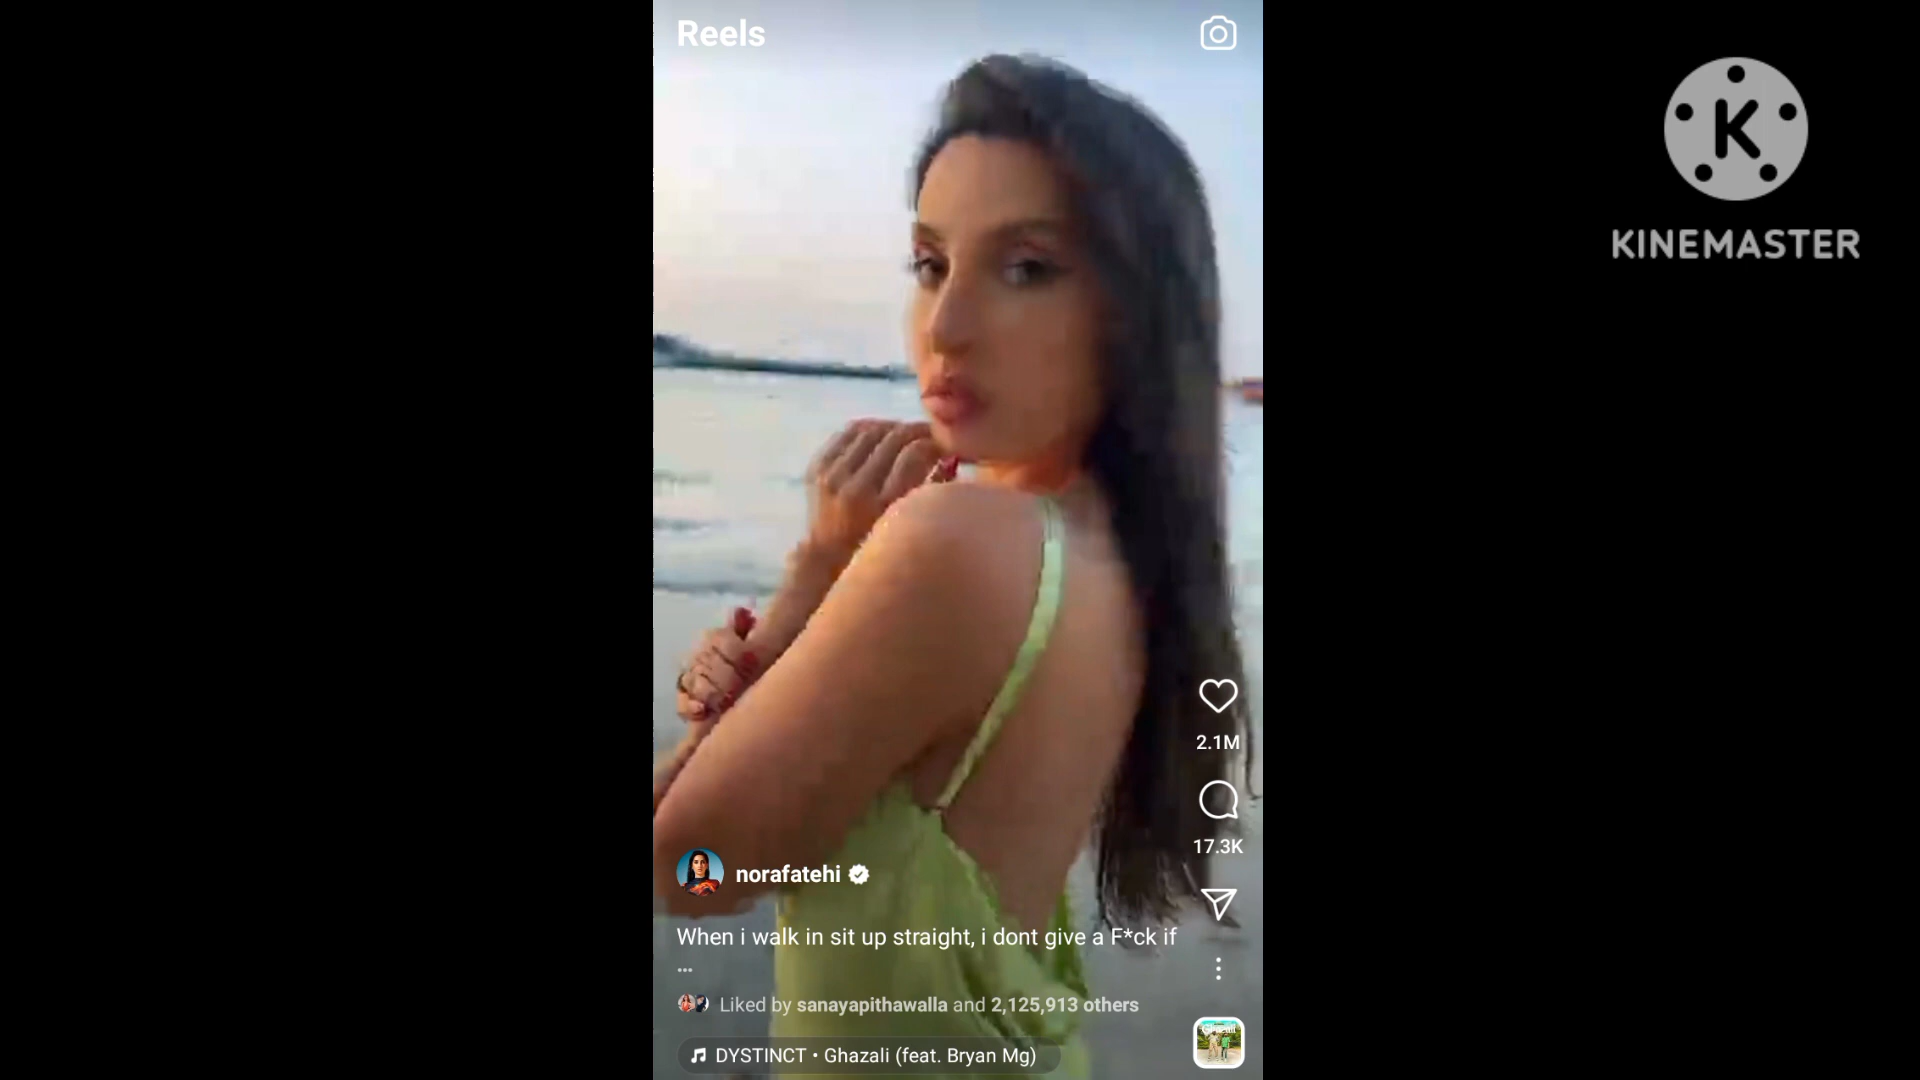 Reels
K
KINEMASTER
2.1M
17.3K
norafatehi
When i walk in sit up straight, i dont give a F*ck if
...
Liked by sanayapithawalla and 2,125,913 others
DYSTINCT • Ghazali (feat. Bryan Mg)